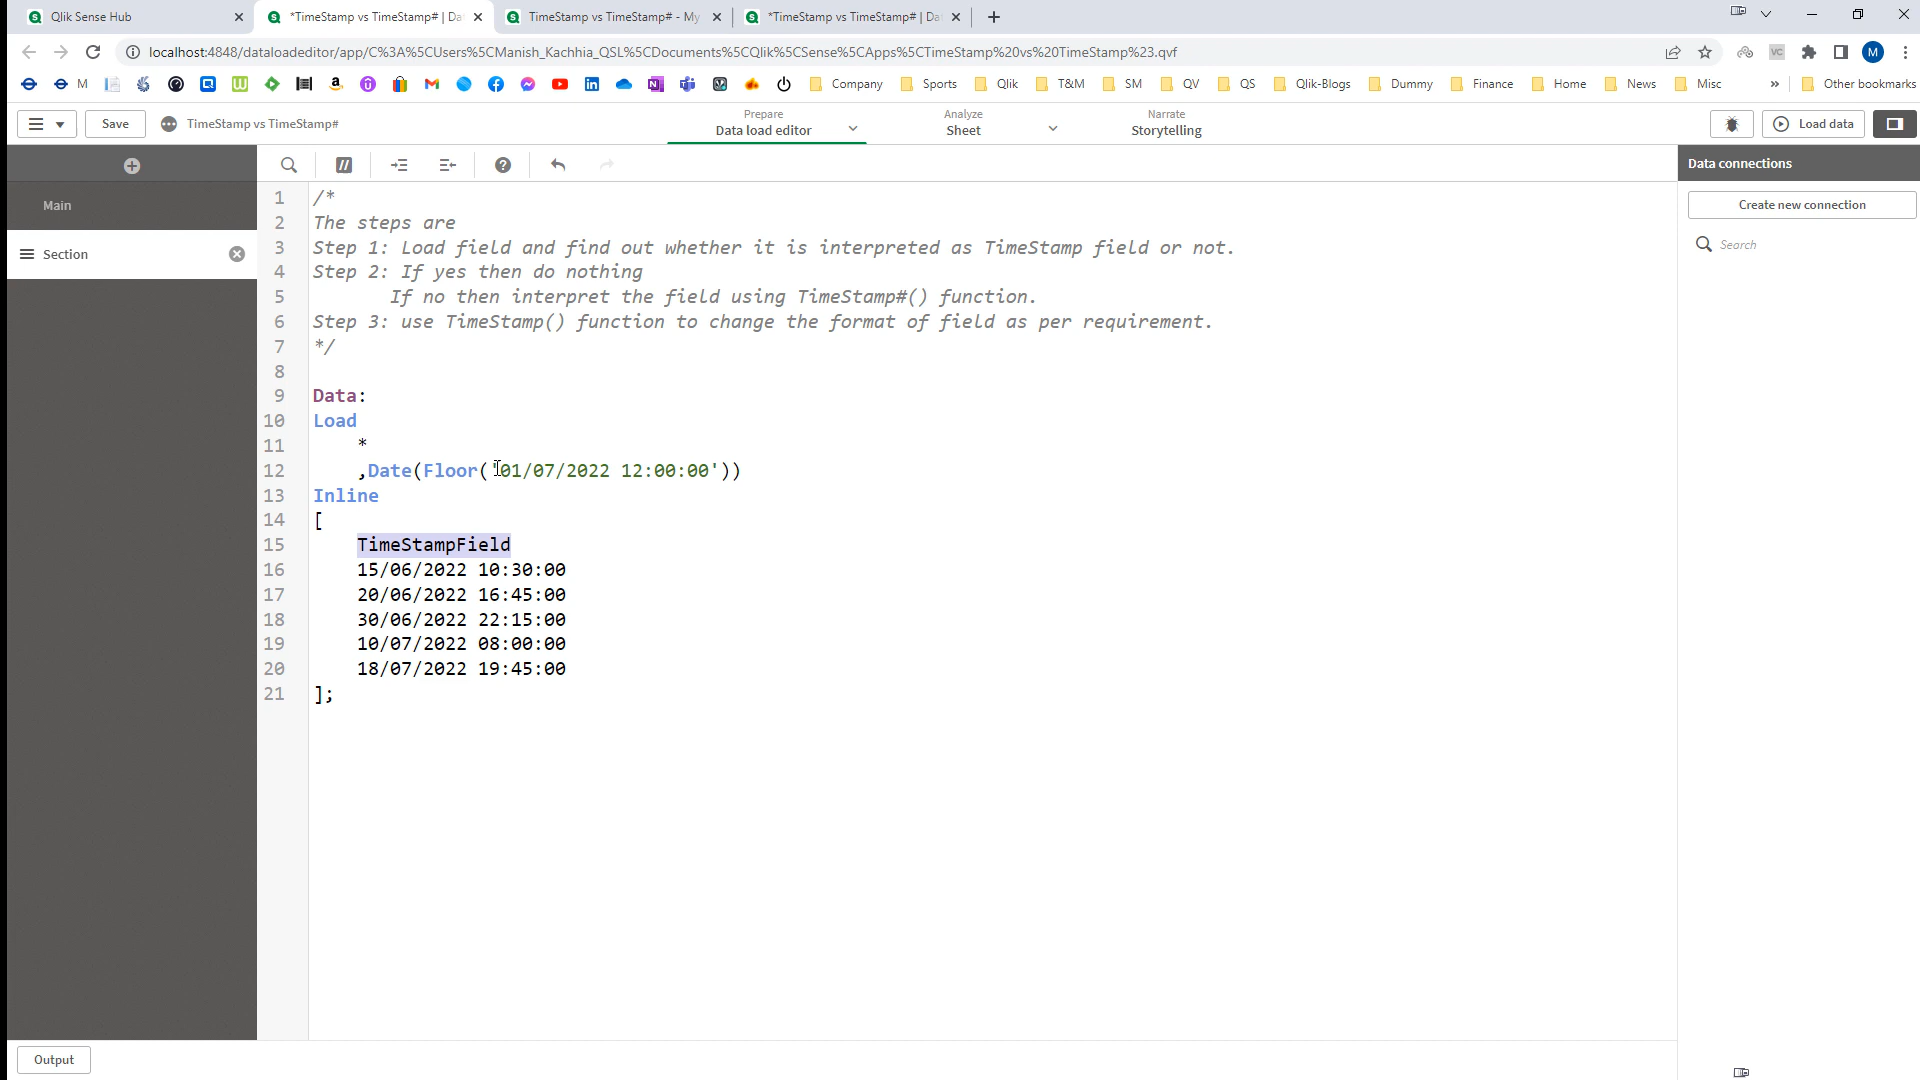 Qlik Sense Hub
*TimeStamp vs TimeStamp# | Da
TimeStamp vs TimeStamp# - My
*TimeStamp vs TimeStamp# | Da
localhost:4848/dataloadeditor/app/C%3A%5CUsers%5CManish_Kachhia_QSL%5CDocuments%5CQlik%5CSense%5CApps%5CTimeStamp%20vs%20TimeStamp%23.qvf
VC
M
M
Company
Sports
Qlik
T&M
SM
QV
QS
Qlik-Blogs
Dummy
Finance
Home
News
Misc
»
Other bookmarks
Save
TimeStamp vs TimeStamp#
Prepare
Data load editor
Analyze
Sheet
Narrate
Storytelling
Load data
Main
Section
Data connections
Create new connection
Search
1 /*
2 The steps are
3 Step 1: Load field and find out whether it is interpreted as TimeStamp field or not.
4 Step 2: If yes then do nothing
5 If no then interpret the field using TimeStamp#() function.
6 Step 3: use TimeStamp() function to change the format of field as per requirement.
7 */
8
9 Data:
10 Load
11 *
12 ,Date(Floor('01/07/2022 12:00:00'))
13 Inline
14 [
15 TimeStampField
16 15/06/2022 10:30:00
17 20/06/2022 16:45:00
18 30/06/2022 22:15:00
19 10/07/2022 08:00:00
20 18/07/2022 19:45:00
21 ];
Output